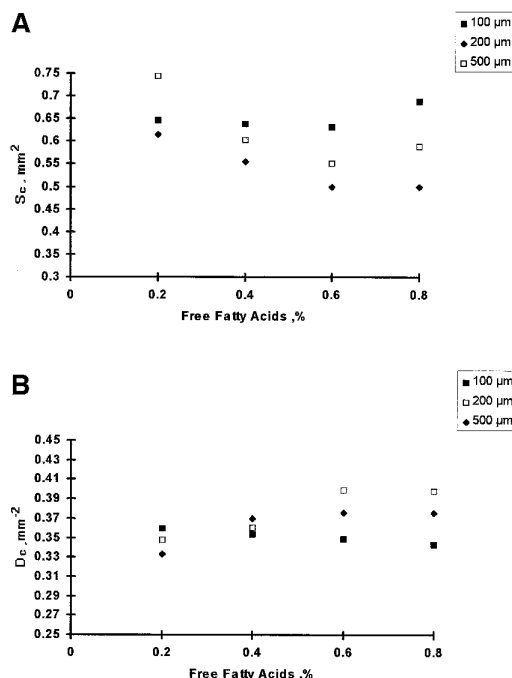 A
100 µm
200 µm
500 µm
0.75
0.7
0.65
0.6
0.55
0.5
0.45
0.4
0.35
0.3
Sc, mm2
0 0.2 0.4 0.6 0.8
Free Fatty Acids ,%
B
100 µm
200 µm
500 µm
0.45
0.43
0.41
0.39
0.37
0.35
0.33
0.31
0.29
0.27
0.25
Dc,mm-2
0 0.2 0.4 0.6 0.8
Free Fatty Acids ,%